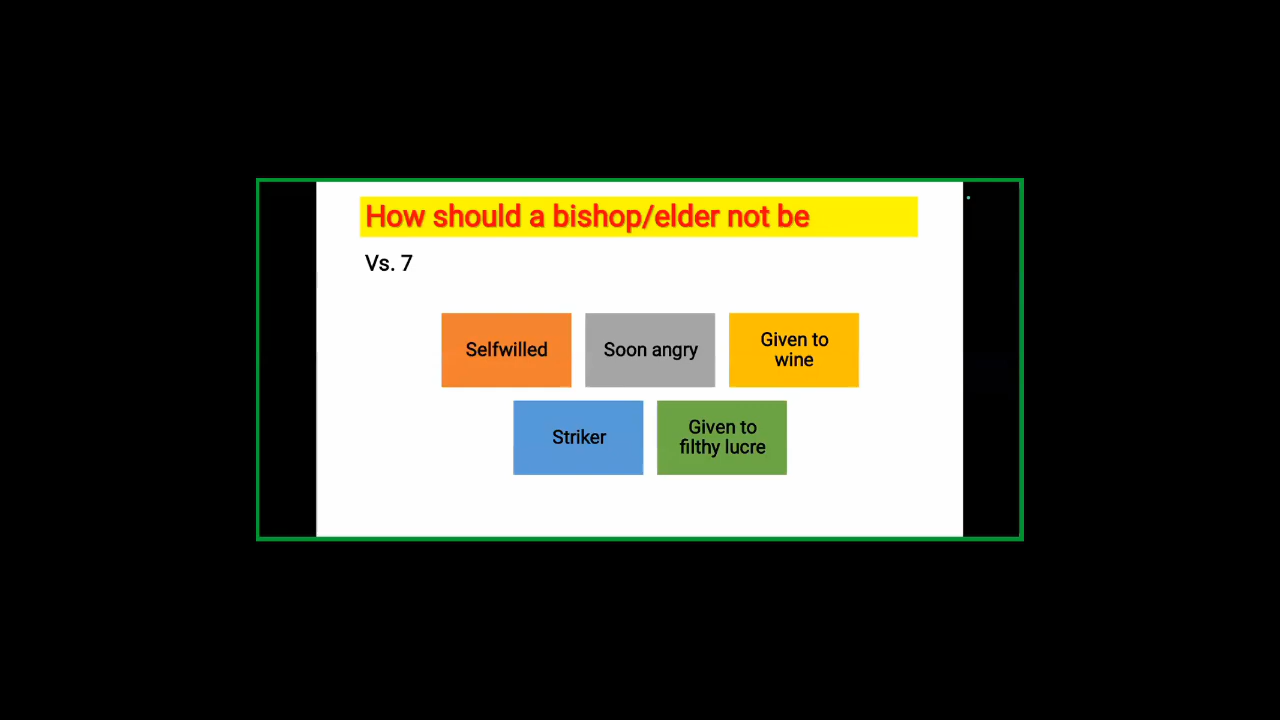 How should a bishop/elder not be
Vs. 7
Selfwilled
Soon angry
Given to
wine
Striker
Given to
filthy lucre